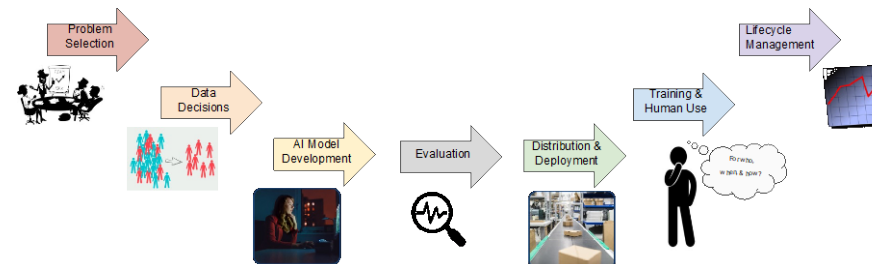 Problem
Selection
Data
Decisions
AI Model
Development
Evaluation
Distribution &
Deployment
Training &
Human Use
For who,
when & how?
Lifecycle
Management